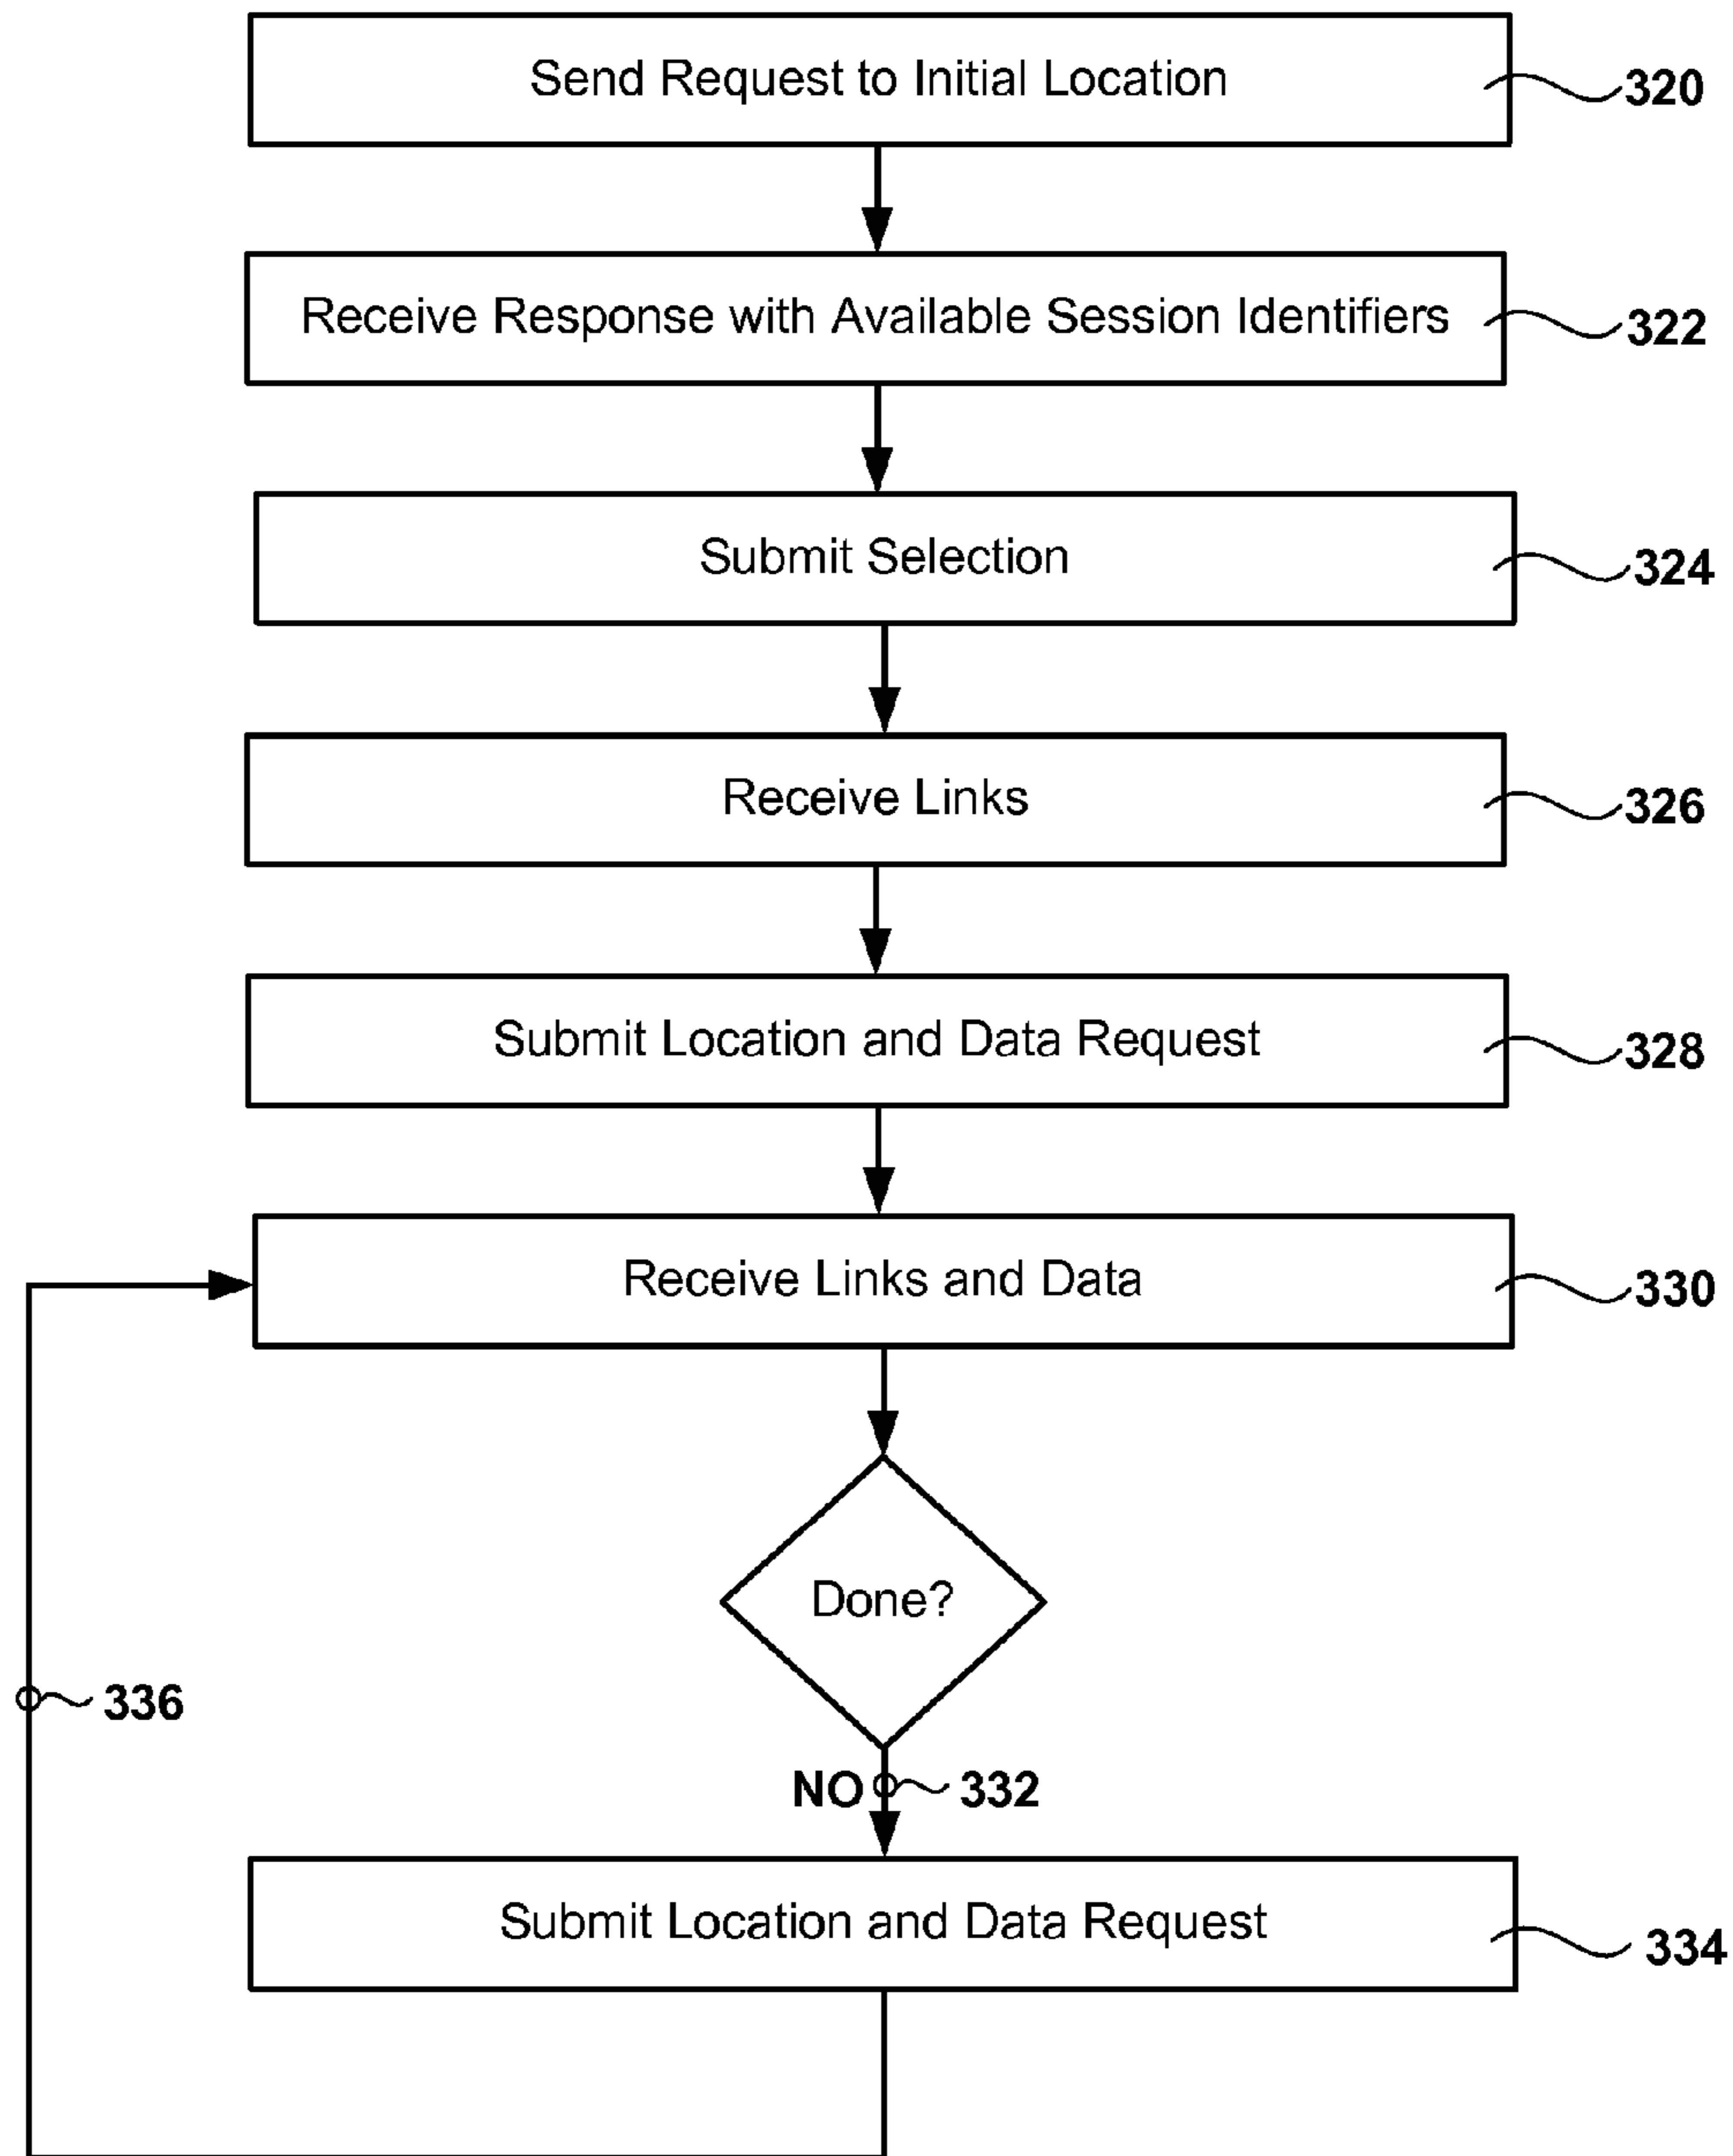 Send Request to Initial Location
320
Receive Response with Available Session Identifiers
322
Submit Selection
324
Receive Links
326
Submit Location and Data Request
328
Receive Links and Data
330
Done?
336
NO
332
Submit Location and Data Request
334